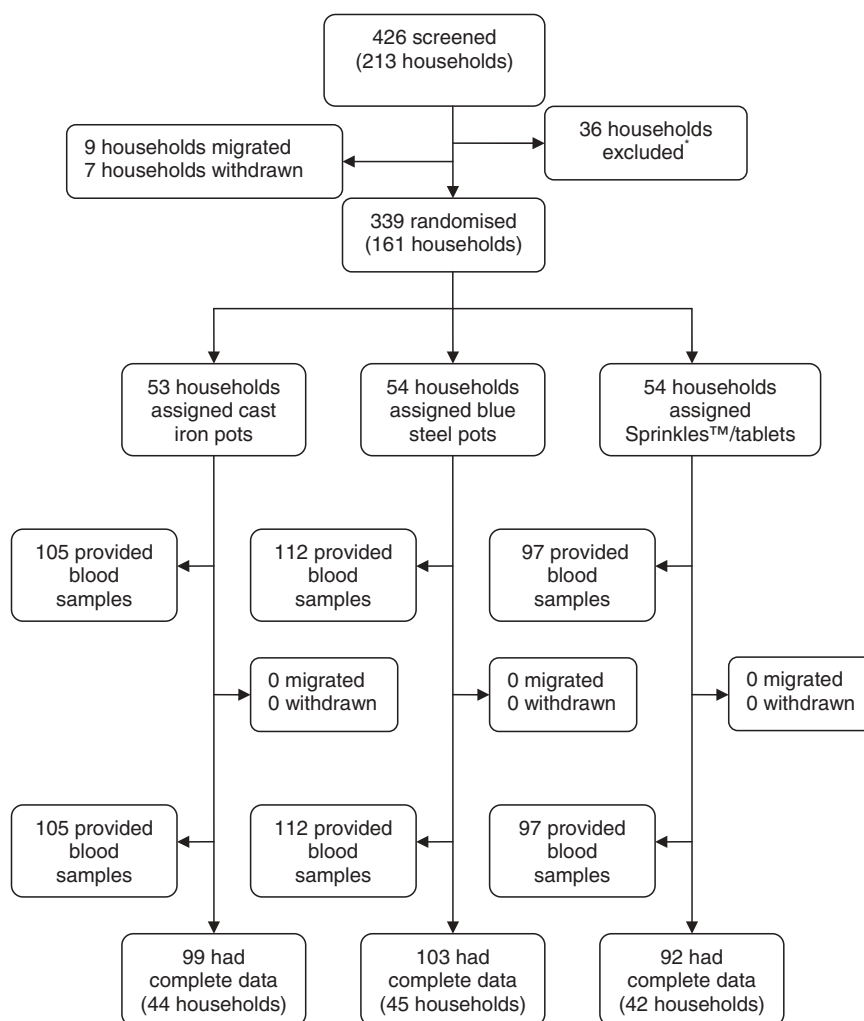 426 screened
(213 households)
36 households
excluded*
9 households migrated
7 households withdrawn
339 randomised
(161 households)
53 households
assigned cast
iron pots
54 households
assigned blue
steel pots
54 households
assigned
Sprinkles™/tablets
105 provided
blood
samples
112 provided
blood
samples
97 provided
blood
samples
0 migrated
0 withdrawn
0 migrated
0 withdrawn
0 migrated
0 withdrawn
105 provided
blood
samples
112 provided
blood
samples
97 provided
blood
samples
99 had
complete data
(44 households)
103 had
complete data
(45 households)
92 had
complete data
(42 households)